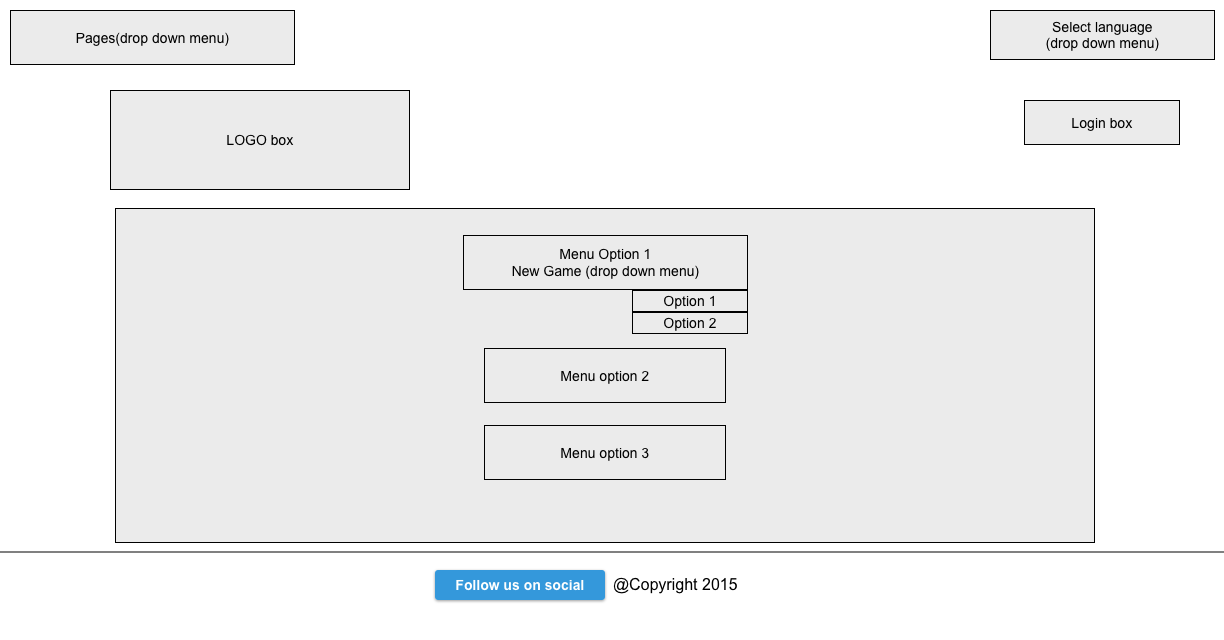 Pages(drop down menu)
Select language
(drop down menu)
LOGO box
Login box
Menu Option 1
New Game (drop down menu)
Option 1
Option 2
Menu option 2
Menu option 3
Follow us on social
@Copyright 2015